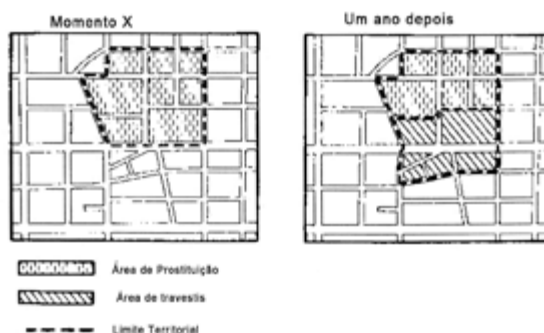 Momento X
Um ano depois
Área de Prostituição
Área de travestis
Limite Territorial